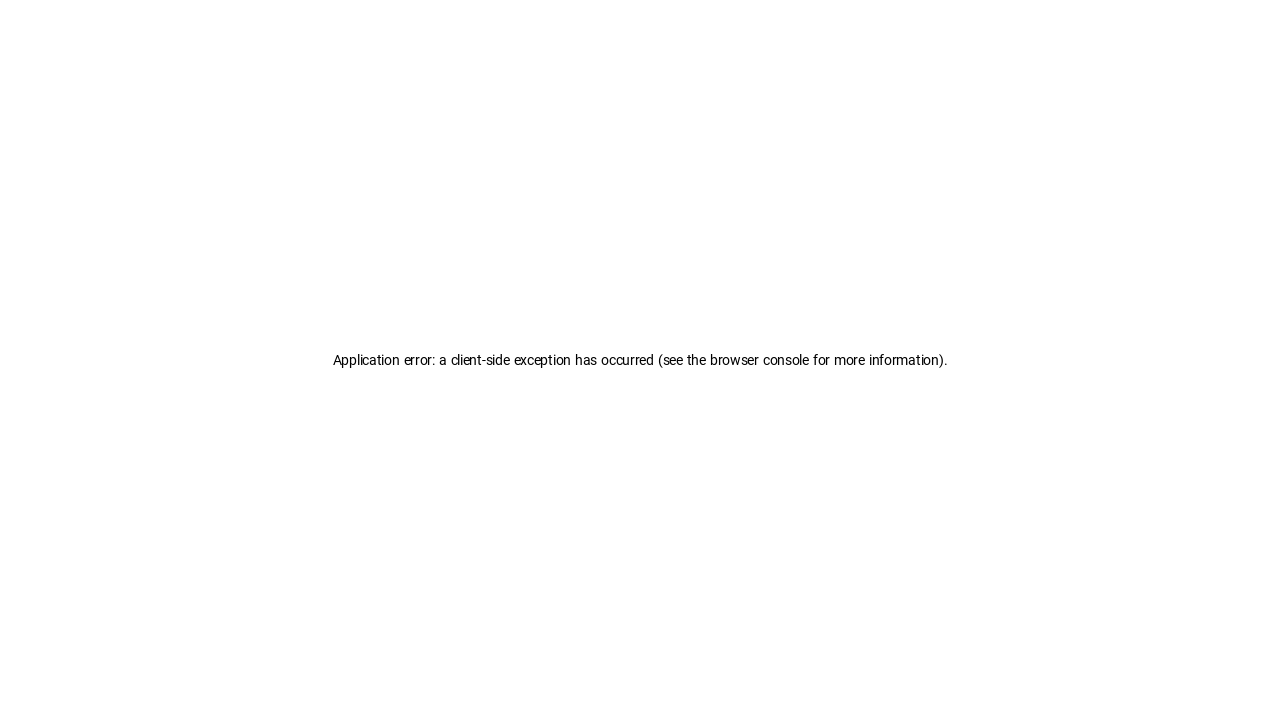 Application error: a client-side exception has occurred (see the browser console for more information).